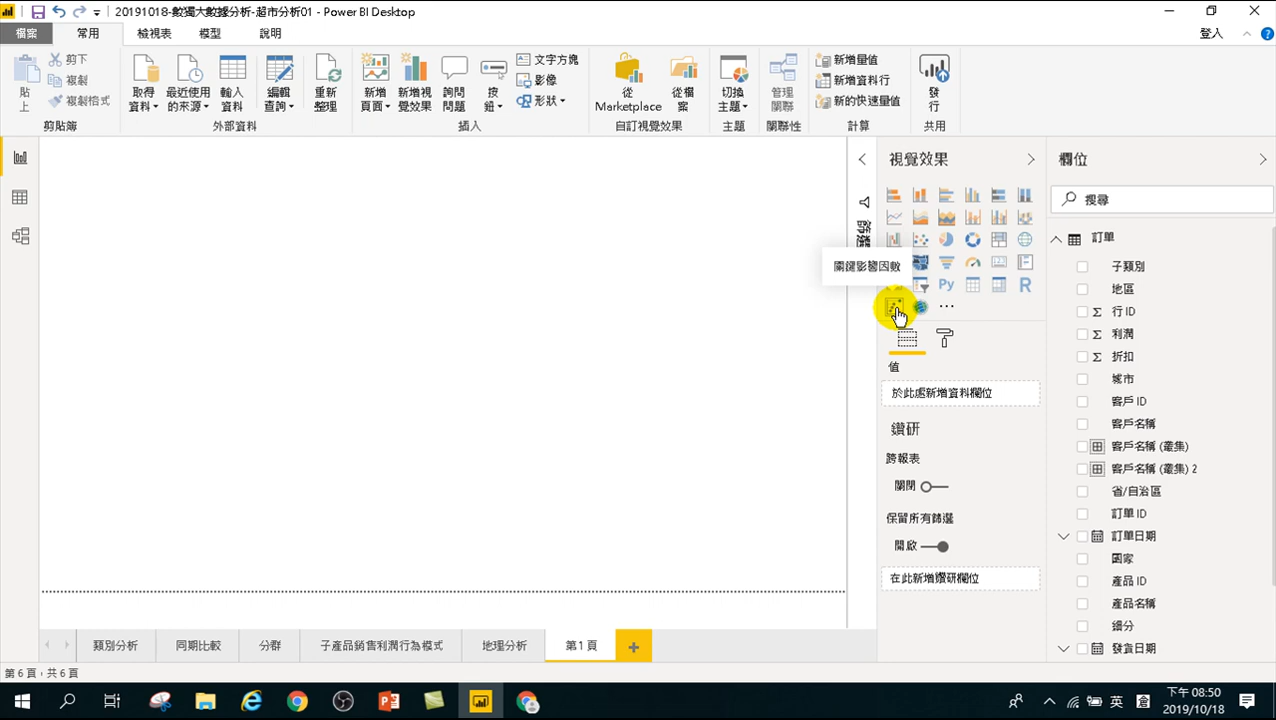 20191018-數獨大數據分析-超市分析01 - Power BI Desktop
檔案 常用 檢視表 模型 說明 登入
貼上
剪下
複製
複製格式
剪貼簿
取得資料
最近使用的來源
輸入資料
編輯查詢
重新整理
外部資料
新增頁面
新增視覺效果
詢問問題
按鈕
文字方塊
影像
形狀
插入
從 Marketplace
從檔案
自訂視覺效果
切換主題
主題
管理關聯
關聯性
新增量值
新增資料行
新的快速量值
計算
發行
共用
篩選
視覺效果
關鍵影響因數
Py
R
值
於此處新增資料欄位
鑽研
跨報表
關閉
保留所有篩選
開啟
在此新增鑽研欄位
欄位
搜尋
訂單
子類別
地區
行 ID
利潤
折扣
城市
客戶 ID
客戶名稱
客戶名稱 (叢集)
客戶名稱 (叢集) 2
省/自治區
訂單 ID
訂單日期
國家
產品 ID
產品名稱
細分
發貨日期
類別分析 同期比較 分群 子產品銷售利潤行為模式 地理分析 第 1 頁
第 6 頁，共 6 頁
英
倉
下午 08:50
2019/10/18